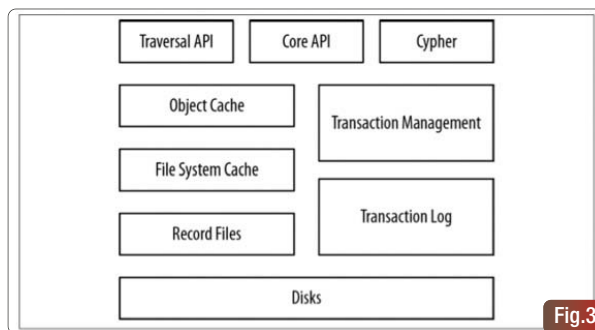 Traversal API
Core API
Cypher
Object Cache
Transaction Management
File System Cache
Transaction Log
Record Files
Disks
Fig.3